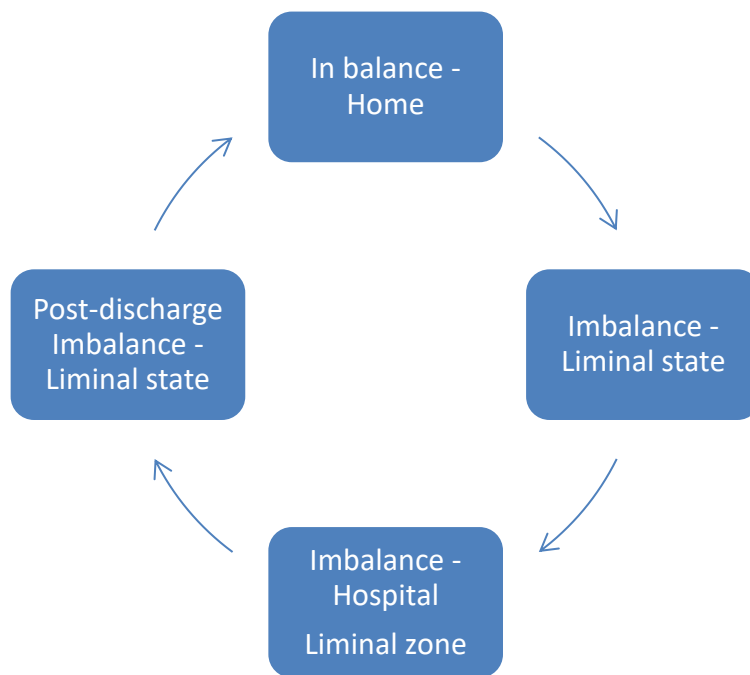 In balance -
Home
Imbalance -
Liminal state
Imbalance -
Hospital
Liminal zone
Post-discharge
Imbalance -
Liminal state